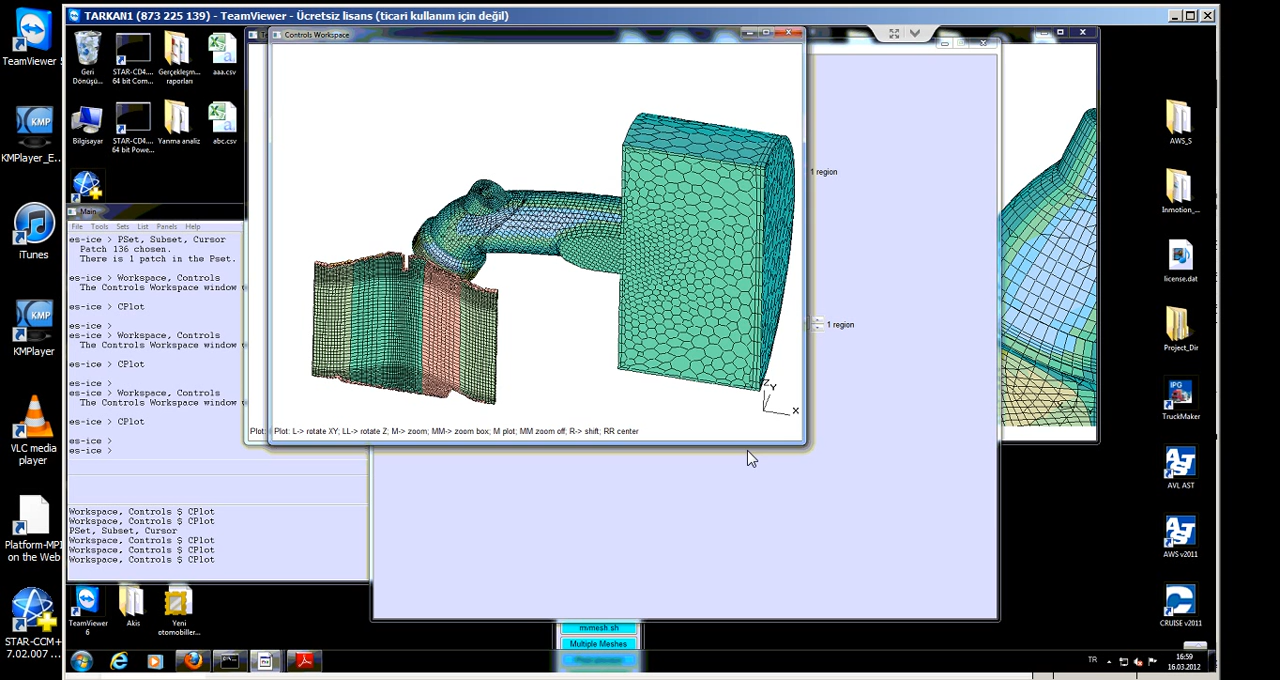 TARKAN1 (873 225 139) - TeamViewer - Ücretsiz lisans (ticari kullanım için değil)
TeamViewer
KMP
KMPlayer_E...
iTunes
KMP
KMPlayer
VLC media
player
Platform-MPI
on the Web
STAR-CCM+
7.02.007 ...
Geri
Dönüşü...
STAR-CD4....
64 bit Com...
Gerçekleşm...
raporları
aaa.csv
Bilgisayar
STAR-CD4....
64 bit Powe...
Yanma analiz
abc.csv
Main
File Tools Sets List Panels Help
es-ice > PSet, Subset, Cursor
Patch 136 chosen.
There is 1 patch in the Pset.
es-ice > Workspace, Controls
The Controls Workspace window
es-ice > CPlot
es-ice >
es-ice > Workspace, Controls
The Controls Workspace window
es-ice > CPlot
es-ice >
es-ice > Workspace, Controls
The Controls Workspace window
es-ice > CPlot
es-ice >
es-ice >
Workspace, Controls $ CPlot
Workspace, Controls $ CPlot
PSet, Subset, Cursor
Workspace, Controls $ CPlot
Workspace, Controls $ CPlot
Workspace, Controls $ CPlot
Controls Workspace
Z
Y
X
Plot:
Plot: L-> rotate XY; LL-> rotate Z; M-> zoom; MM-> zoom box; M plot; MM zoom off; R-> shift; RR center
1 region
1 region
mvmesh.sh
Multiple Meshes
TeamViewer
6
Akis
Yeni
otomobiller...
AWS_S
Inmotion_...
license.dat
Project_Dir
IPG
TruckMaker
AST
AVL AST
AST
AWS v2011
CRUISE v2011
TR
16:59
16.03.2012